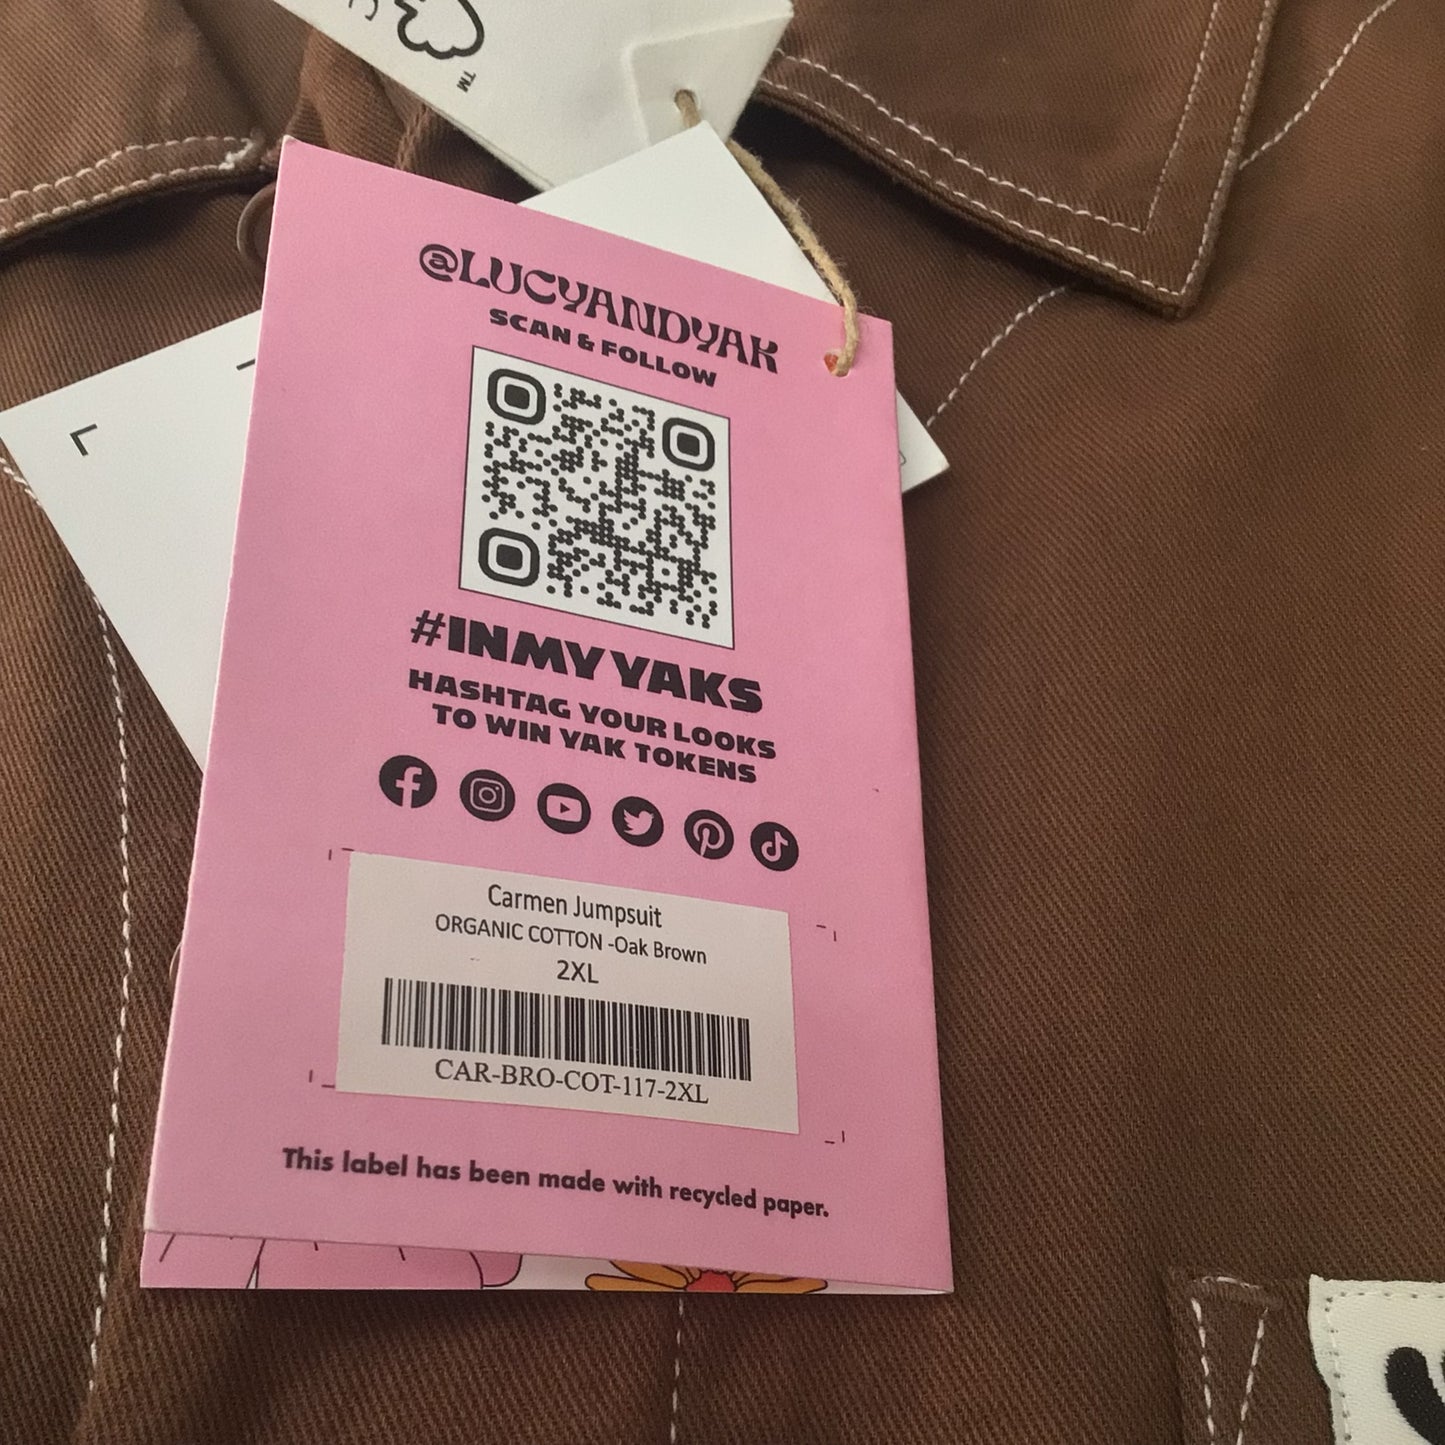 TM
@LUCYANDYAK
SCAN & FOLLOW
#INMYYAKS
HASHTAG YOUR LOOKS
TO WIN YAK TOKENS
Carmen Jumpsuit
ORGANIC COTTON -Oak Brown
2XL
CAR-BRO-COT-117-2XL
This label has been made with recycled paper.